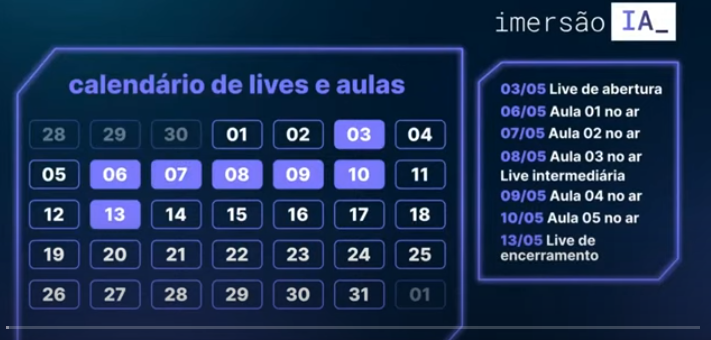 imersão IA_
calendário de lives e aulas
28 29 30 01 02 03 04
05 06 07 08 09 10 11
12 13 14 15 16 17 18
19 20 21 22 23 24 25
26 27 28 29 30 31 01
03/05 Live de abertura
06/05 Aula 01 no ar
07/05 Aula 02 no ar
08/05 Aula 03 no ar
Live intermediária
09/05 Aula 04 no ar
10/05 Aula 05 no ar
13/05 Live de
encerramento